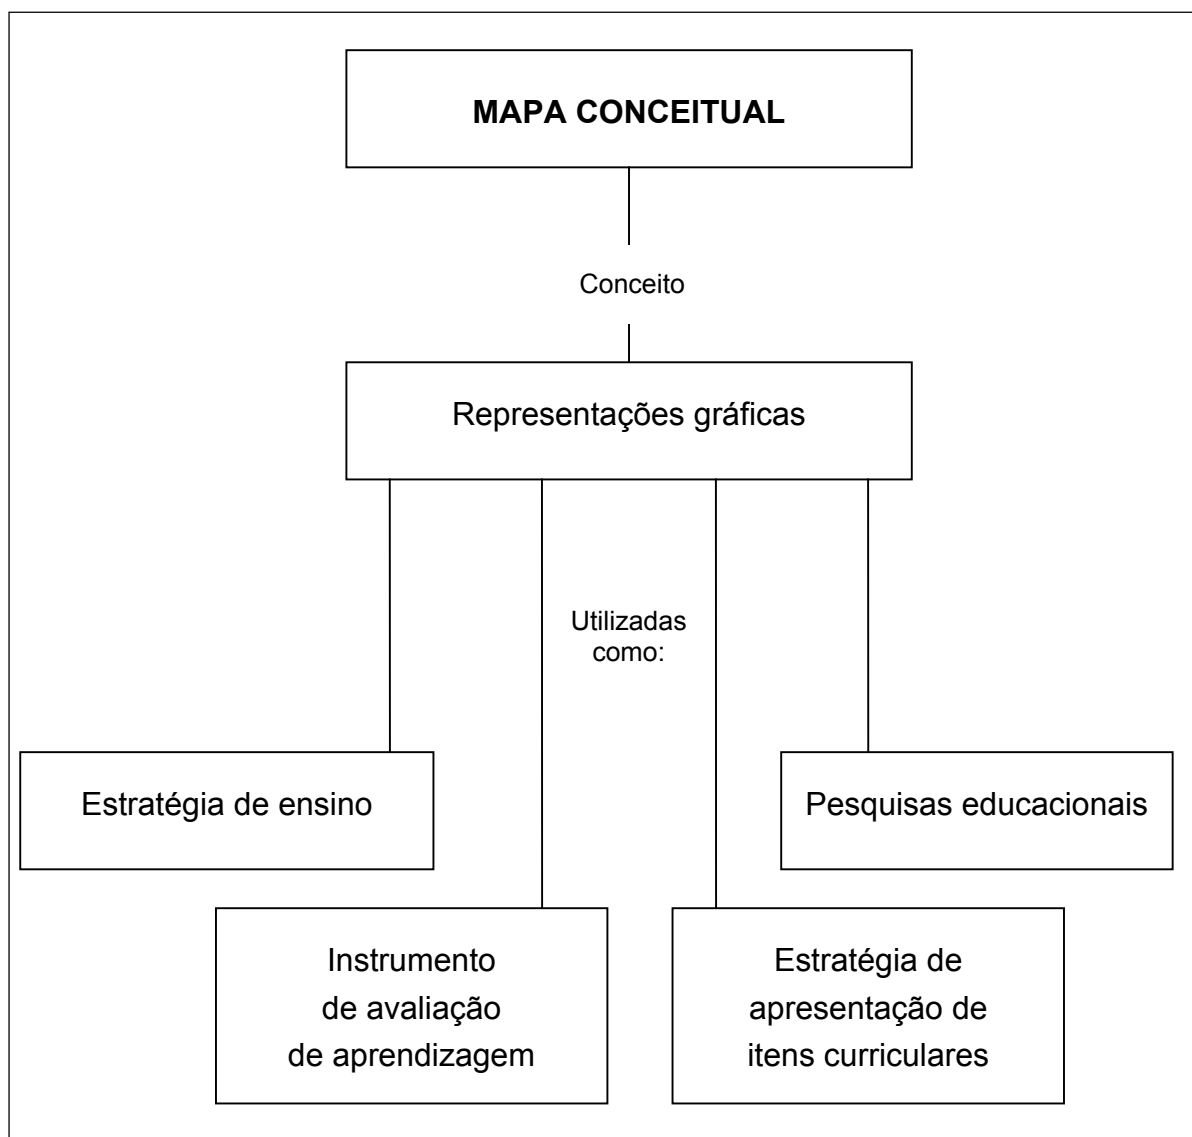 MAPA CONCEITUAL
Conceito
Representações gráficas
Utilizadas
como:
Estratégia de ensino
Pesquisas educacionais
Instrumento
de avaliação
de aprendizagem
Estratégia de
apresentação de
itens curriculares